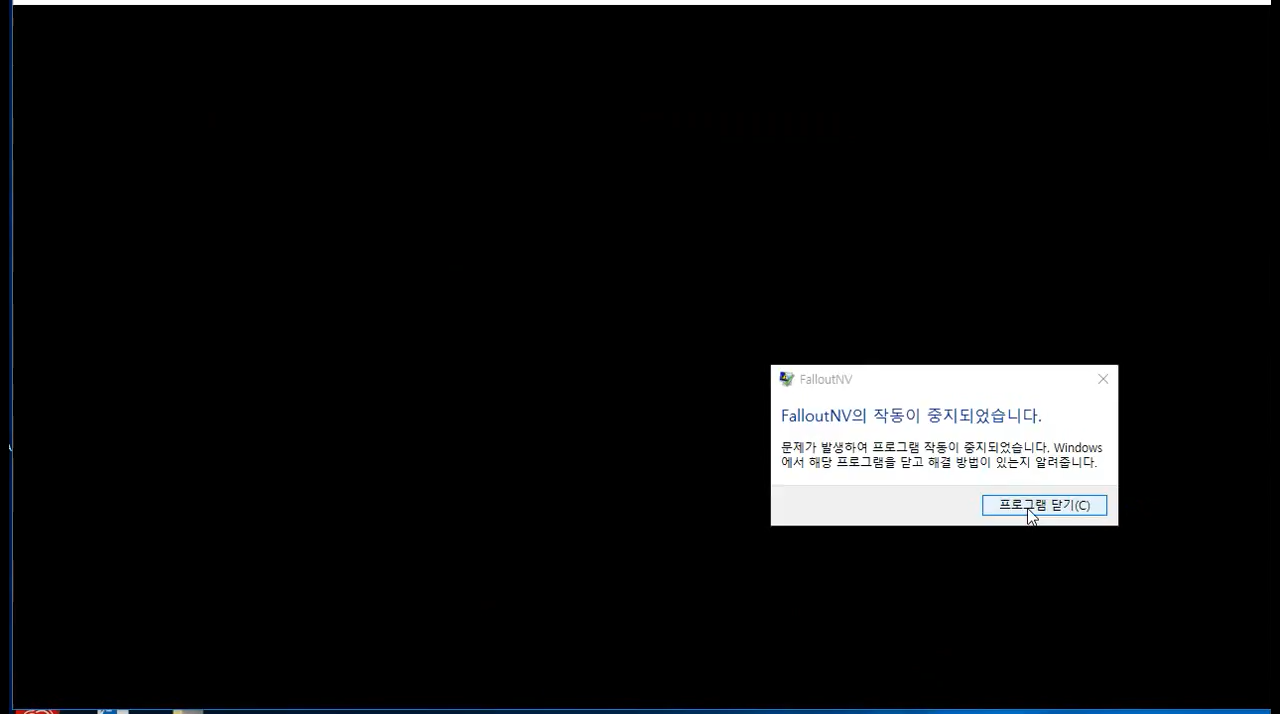 FalloutNV
FalloutNV의 작동이 중지되었습니다.
문제가 발생하여 프로그램 작동이 중지되었습니다. Windows
에서 해당 프로그램을 닫고 해결 방법이 있는지 알려줍니다.
프로그램 닫기(C)